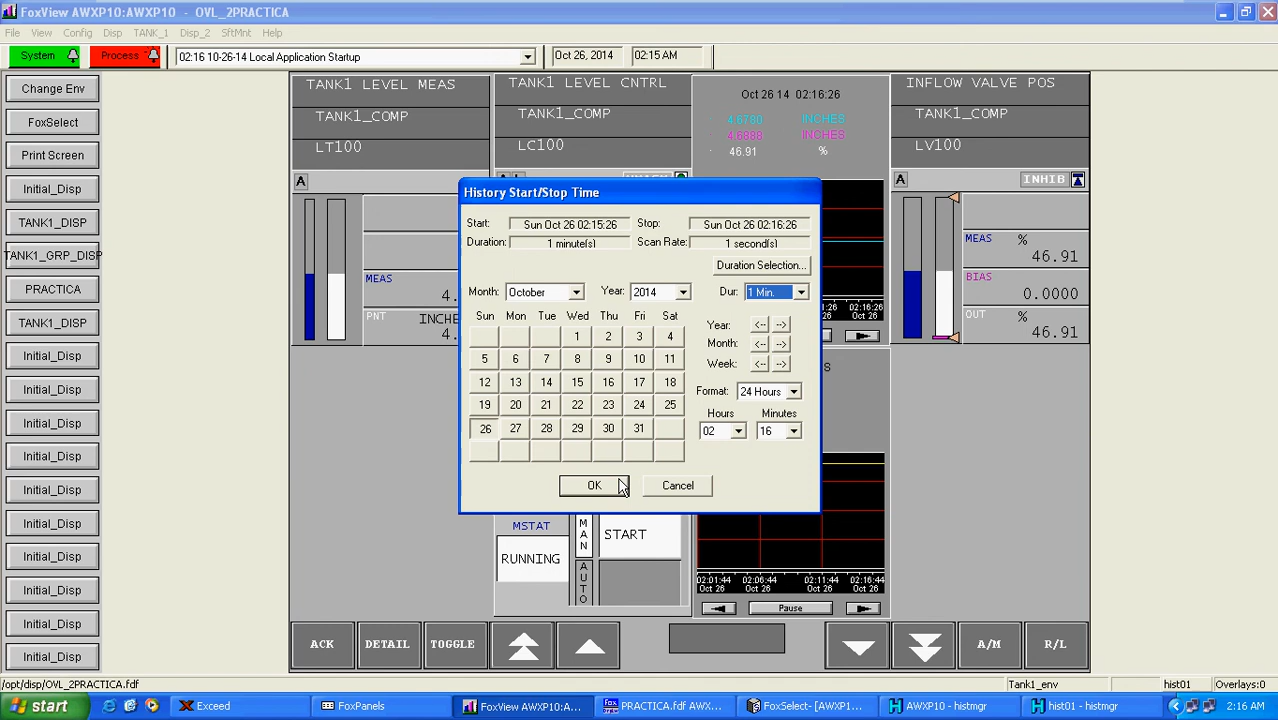 FoxView AWXP10:AWXP10 - OVL_2PRACTICA
File View Config Disp TANK_1 Disp_2 SftMnt Help
System Process 02:16 10-26-14 Local Application Startup Oct 26, 2014 02:15 AM
Change Env
FoxSelect
Print Screen
Initial_Disp
TANK1_DISP
TANK1_GRP_DISP
PRACTICA
TANK1_DISP
Initial_Disp
Initial_Disp
Initial_Disp
Initial_Disp
Initial_Disp
Initial_Disp
Initial_Disp
Initial_Disp
Initial_Disp
Initial_Disp
TANK1 LEVEL MEAS
TANK1_COMP
LT100
A
MEAS 4.
PNT INCHE
TANK1 LEVEL CNTRL
TANK1_COMP
LC100
Oct 26 14 02:16:26
4.6780 INCHES
4.6888 INCHES
46.91 %
INFLOW VALVE POS
TANK1_COMP
LV100
A INHIB
MEAS %
46.91
BIAS
0.0000
OUT %
46.91
History Start/Stop Time
Start: Sun Oct 26 02:15:26 Stop: Sun Oct 26 02:16:26
Duration: 1 minute(s) Scan Rate: 1 second(s)
Duration Selection...
Month: October Year: 2014 Dur: 1 Min.
Sun Mon Tue Wed Thu Fri Sat
1 2 3 4
5 6 7 8 9 10 11
12 13 14 15 16 17 18
19 20 21 22 23 24 25
26 27 28 29 30 31
Year: <-- -->
Month: <-- -->
Week: <-- -->
Format: 24 Hours
Hours Minutes
02 16
OK Cancel
MSTAT
RUNNING
MAN
AUTO
START
02:01:44 02:06:44 02:11:44 02:16:44
Oct 26 Oct 26 Oct 26 Oct 26
Pause
ACK DETAIL TOGGLE A/M R/L
/opt/disp/OVL_2PRACTICA.fdf Tank1_env hist01 Overlays:0
start Exceed FoxPanels FoxView AWXP10:A... PRACTICA.fdf AWXP... FoxSelect- [AWXP1... AWXP10 - histmgr hist01 - histmgr 2:16 AM